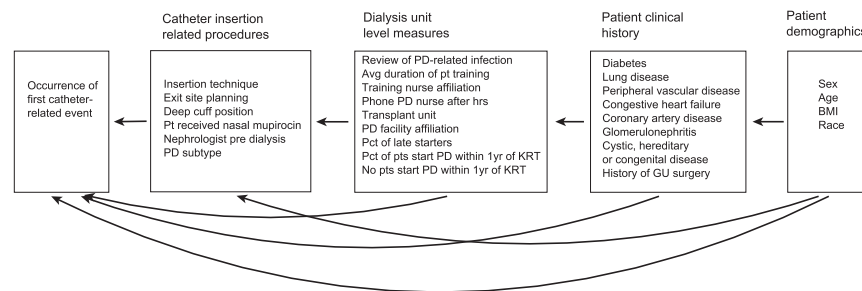 Catheter insertion
related procedures
Dialysis unit
level measures
Patient clinical
history
Patient
demographics
Occurrence of
first catheter-
related event
Insertion technique
Exit site planning
Deep cuff position
Pt received nasal mupirocin
Nephrologist pre dialysis
PD subtype
Review of PD-related infection
Avg duration of pt training
Training nurse affiliation
Phone PD nurse after hrs
Transplant unit
PD facility affiliation
Pct of late starters
Pct of pts start PD within 1yr of KRT
No pts start PD within 1yr of KRT
Diabetes
Lung disease
Peripheral vascular disease
Congestive heart failure
Coronary artery disease
Glomerulonephritis
Cystic, hereditary
or congenital disease
History of GU surgery
Sex
Age
BMI
Race